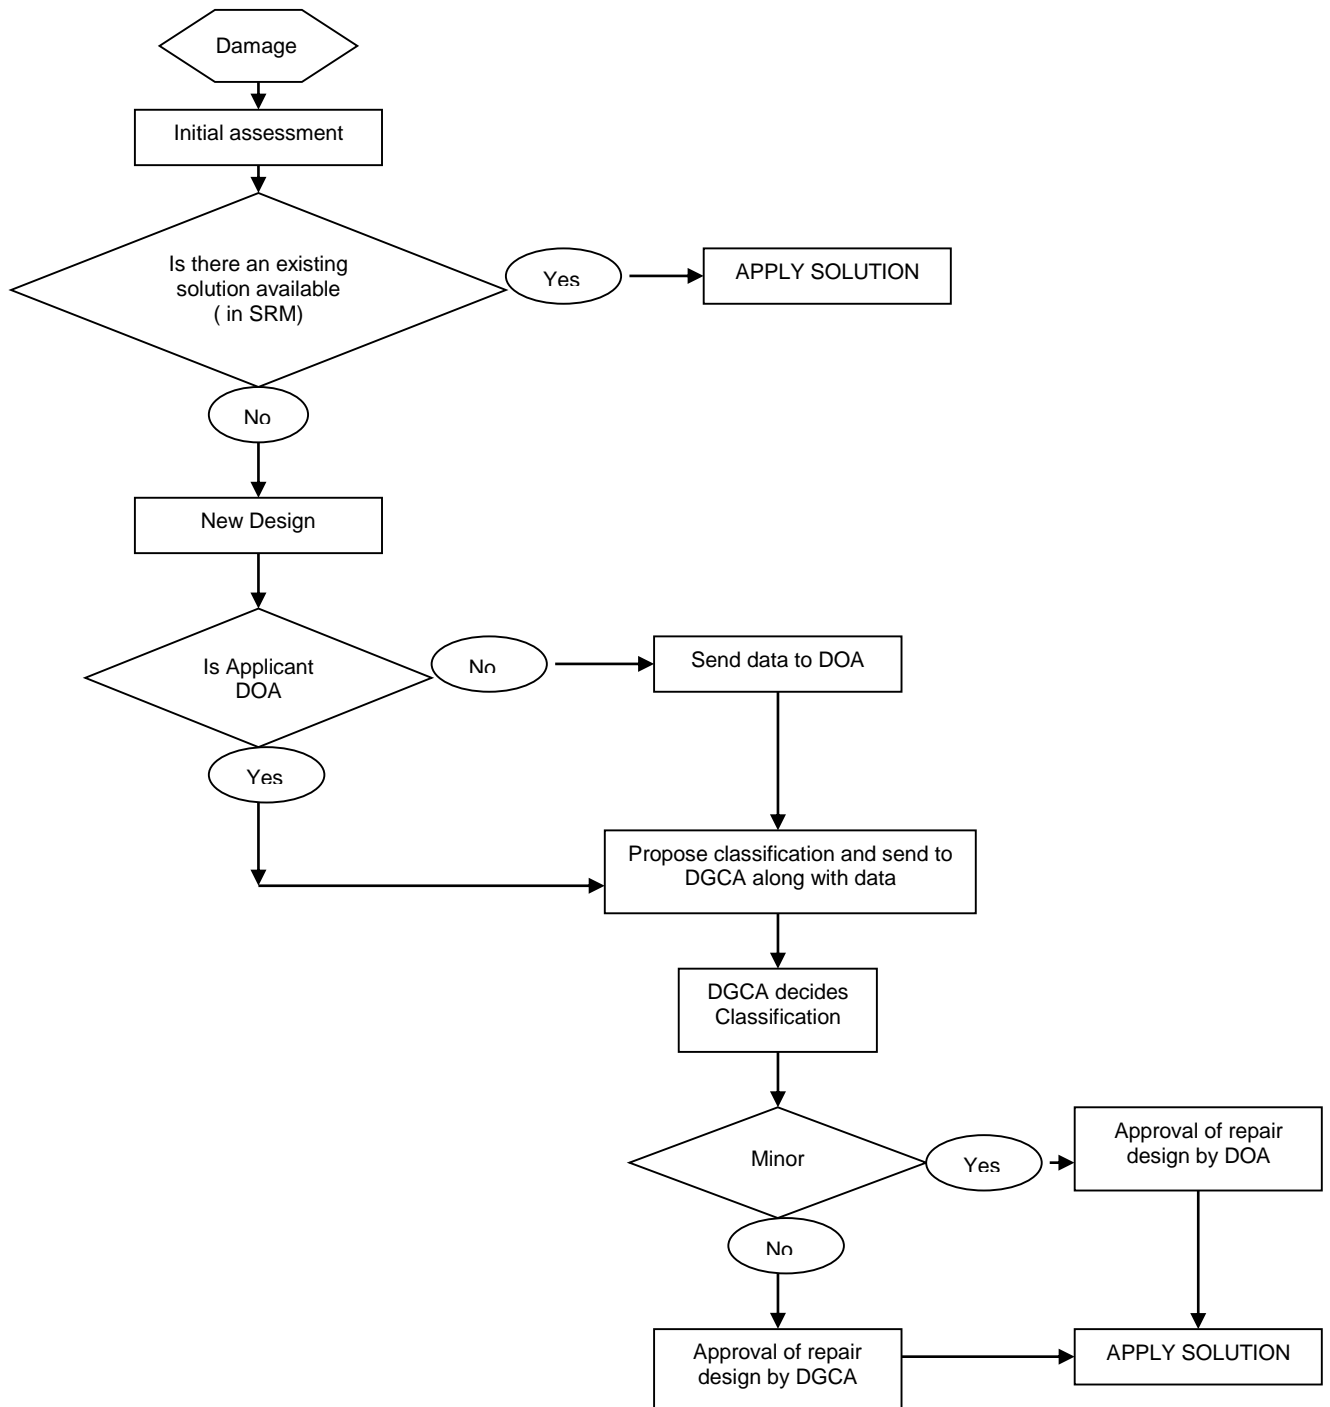 Damage
Initial assessment
Is there an existing
solution available
( in SRM)
Yes
APPLY SOLUTION
No
New Design
Is Applicant
DOA
No
Send data to DOA
Yes
Propose classification and send to
DGCA along with data
DGCA decides
Classification
Minor
Yes
Approval of repair
design by DOA
No
Approval of repair
design by DGCA
APPLY SOLUTION